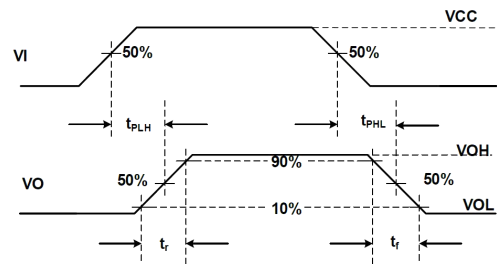 VCC
VI 50% 50%
tPLH tPHL
VOH
90%
VO 50% 50%
10% VOL
tr tf